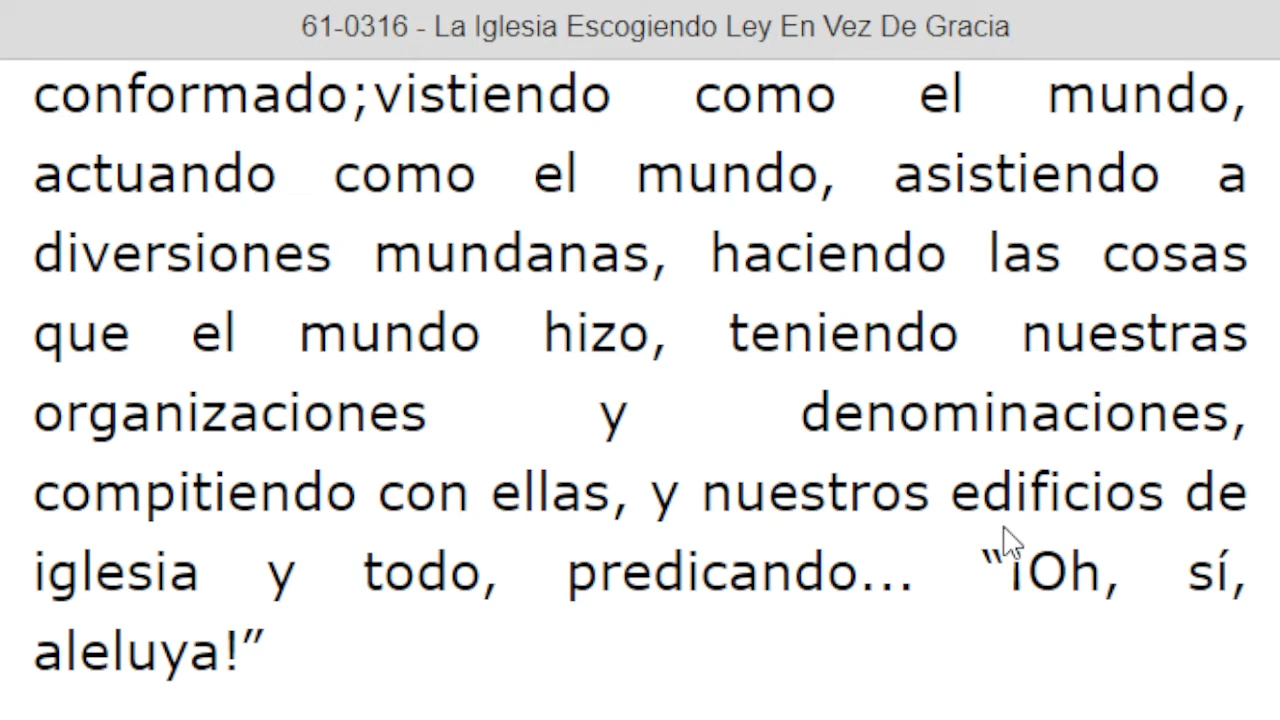 61-0316 - La Iglesia Escogiendo Ley En Vez De Gracia
conformado;vistiendo como el mundo,
actuando como el mundo, asistiendo a
diversiones mundanas, haciendo las cosas
que el mundo hizo, teniendo nuestras
organizaciones y denominaciones,
compitiendo con ellas, y nuestros edificios de
iglesia y todo, predicando... “¡Oh, sí,
aleluya!”